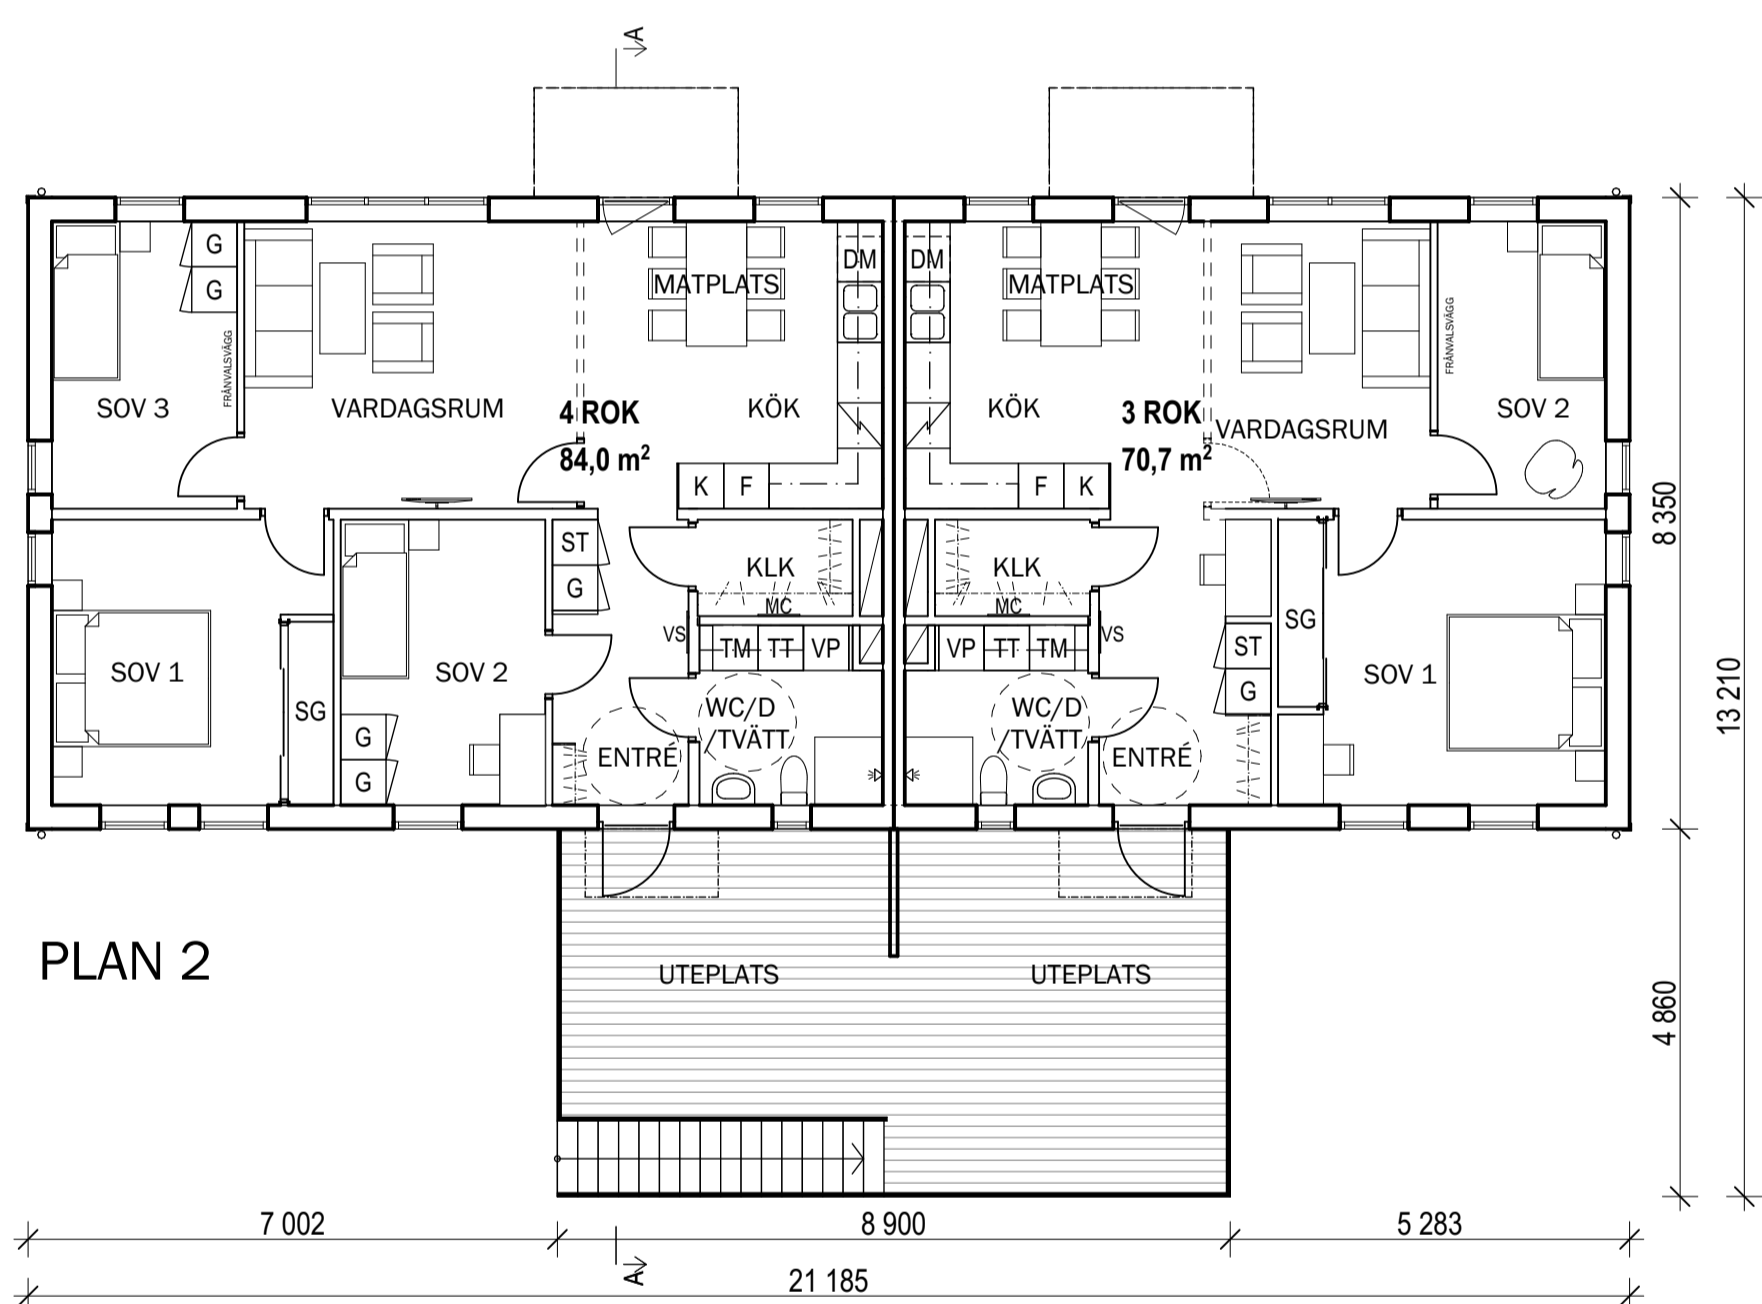 A
G
G
DM
DM
MATPLATS
MATPLATS
FRÅNVALSVÄGG
FRÅNVALSVÄGG
SOV 3
VARDAGSRUM
4 ROK
84,0 m²
KÖK
KÖK
3 ROK
70,7 m²
VARDAGSRUM
SOV 2
K
F
F
K
ST
G
KLK
MC
KLK
MC
SG
VS
TM
TT
VP
VP
TT
TM
VS
ST
G
SOV 1
SG
SOV 2
G
G
ENTRÉ
WC/D
/TVÄTT
WC/D
/TVÄTT
ENTRÉ
SOV 1
8 350
13 210
4 860
PLAN 2
UTEPLATS
UTEPLATS
7 002
8 900
5 283
A
21 185